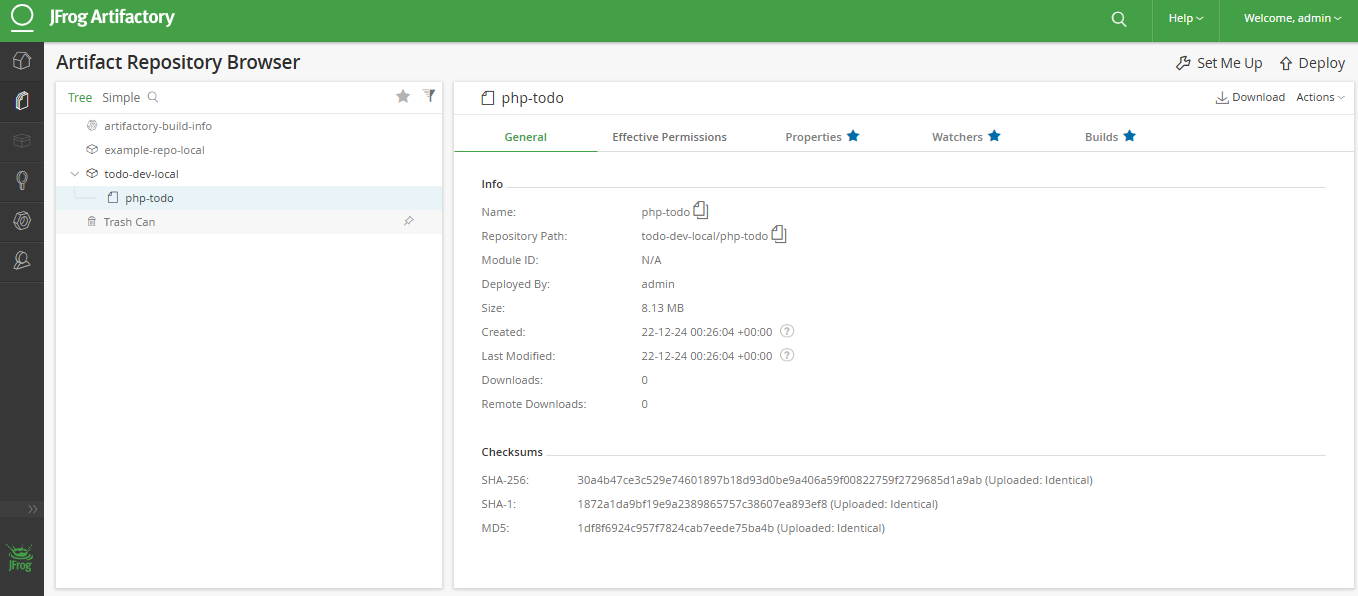 JFrog Artifactory
Help
Welcome, admin
Artifact Repository Browser
Set Me Up
Deploy
Tree Simple
artifactory-build-info
example-repo-local
todo-dev-local
php-todo
Trash Can
php-todo
Download Actions
General Effective Permissions Properties Watchers Builds
Info
Name: php-todo
Repository Path: todo-dev-local/php-todo
Module ID: N/A
Deployed By: admin
Size: 8.13 MB
Created: 22-12-24 00:26:04 +00:00 ?
Last Modified: 22-12-24 00:26:04 +00:00 ?
Downloads: 0
Remote Downloads: 0
Checksums
SHA-256: 30a4b47ce3c529e74601897b18d93d0be9a406a59f00822759f2729685d1a9ab (Uploaded: Identical)
SHA-1: 1872a1da9bf19e9a2389865757c38607ea893ef8 (Uploaded: Identical)
MD5: 1df8f6924c957f7824cab7eede75ba4b (Uploaded: Identical)
JFrog